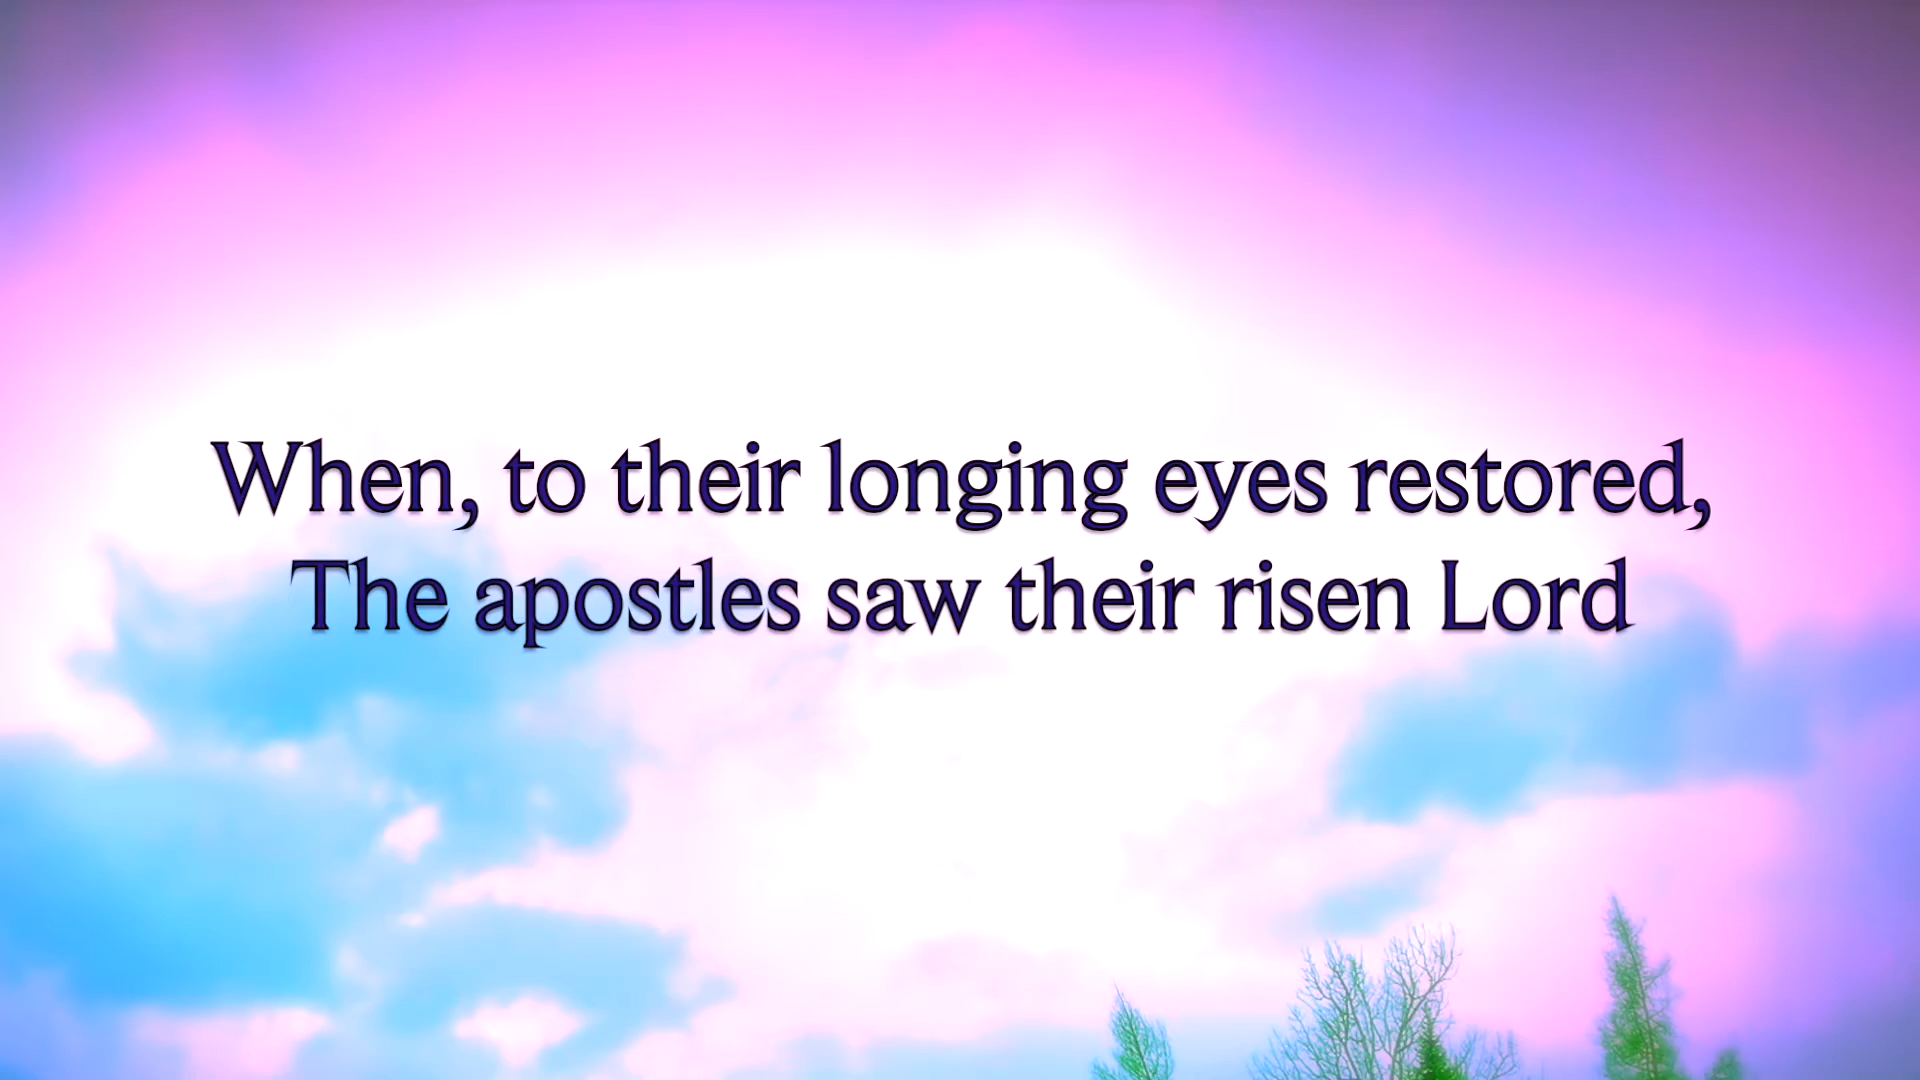 When, to their longing eyes restored,
The apostles saw their risen Lord